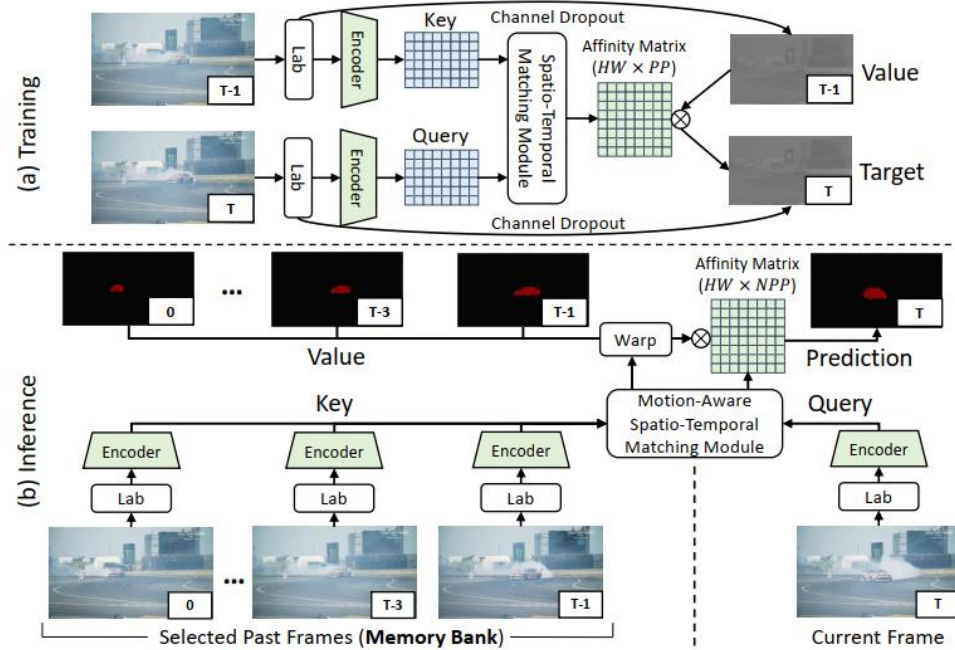 (a) Training
T-1
Lab
Encoder
Key
Channel Dropout
Spatio-Temporal
Matching Module
Affinity Matrix
(HW × PP)
T-1
Value
T
Lab
Encoder
Query
Channel Dropout
T
Target
(b) Inference
0
...
T-3
T-1
Value
Warp
Affinity Matrix
(HW × NPP)
T
Prediction
Key
Motion-Aware
Spatio-Temporal
Matching Module
Query
Encoder
Encoder
Encoder
Encoder
Lab
Lab
Lab
Lab
0
...
T-3
T-1
T
Selected Past Frames (Memory Bank)
Current Frame